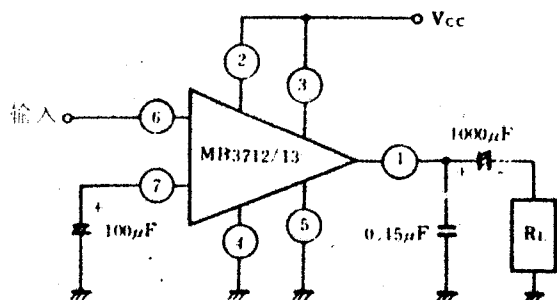 Vcc
②
③
输入
⑥
MB3712/13
①
1000μF
+
-
⑦
+
100μF
④
⑤
0.15μF
RL